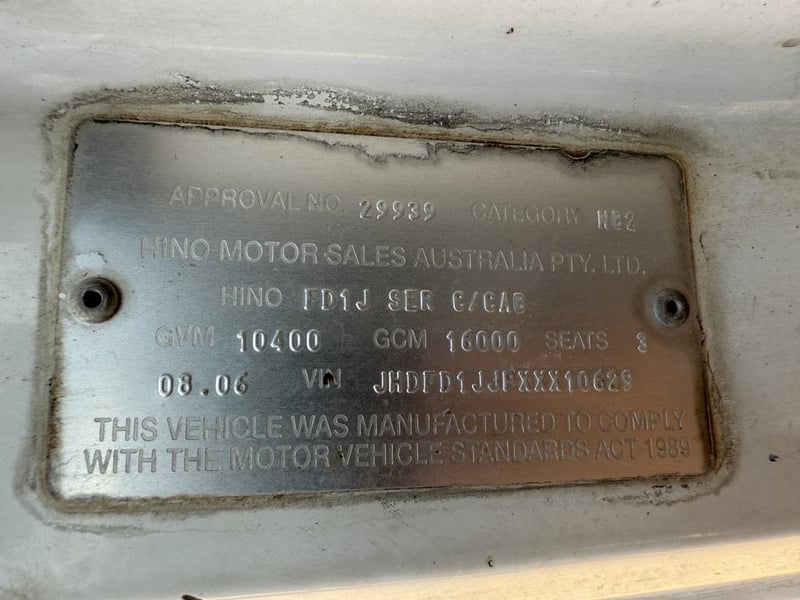 APPROVAL NO. 29939 CATEGORY NB2
HINO MOTOR SALES AUSTRALIA PTY. LTD.
HINO FD1J SER C/CAB
GVM 10400 GCM 16000 SEATS 3
08.06 VIN JHDFD1JJPXXX10629
THIS VEHICLE WAS MANUFACTURED TO COMPLY
WITH THE MOTOR VEHICLE STANDARDS ACT 1989